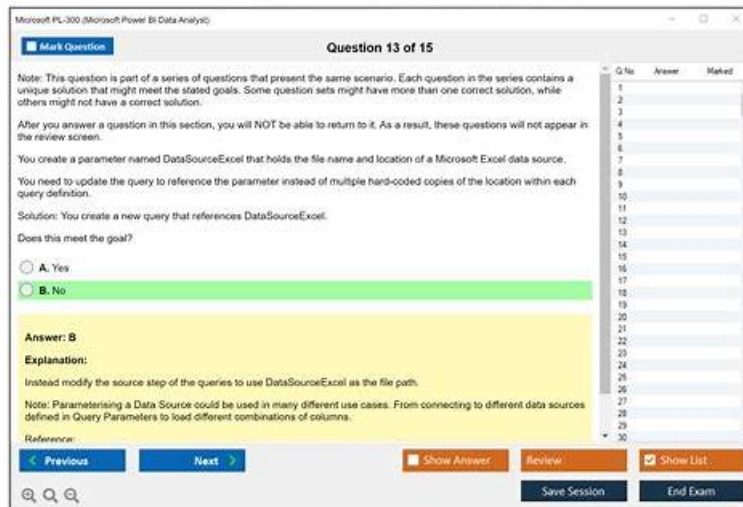 Microsoft PL-300 (Microsoft Power BI Data Analyst)
Mark Question
Question 13 of 15
Note: This question is part of a series of questions that present the same scenario. Each question in the series contains a
unique solution that might meet the stated goals. Some question sets might have more than one correct solution, while
others might not have a correct solution.
After you answer a question in this section, you will NOT be able to return to it. As a result, these questions will not appear in
the review screen.
You create a parameter named DataSourceExcel that holds the file name and location of a Microsoft Excel data source.
You need to update the query to reference the parameter instead of multiple hard-coded copies of the location within each
query definition.
Solution: You create a new query that references DataSourceExcel.
Does this meet the goal?
A. Yes
B. No
Answer: B
Explanation:
Instead modify the source step of the queries to use DataSourceExcel as the file path.
Note: Parameterising a Data Source could be used in many different use cases. From connecting to different data sources
defined in Query Parameters to load different combinations of columns.
Reference:
Q.No Answer Marked
1
2
3
4
5
6
7
8
9
10
11
12
13
14
15
16
17
18
19
20
21
22
23
24
25
26
27
28
29
30
Previous
Next
Show Answer
Review
Show List
Save Session
End Exam